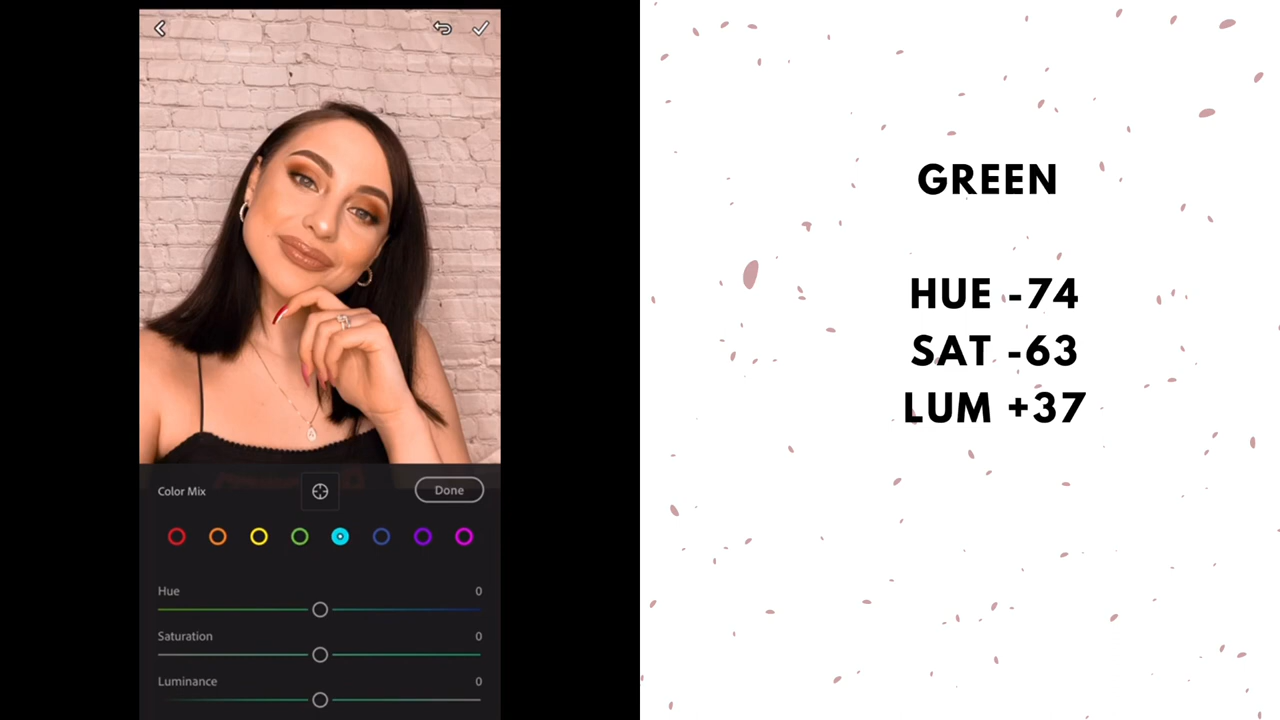 Color Mix
Done
Hue 0
Saturation 0
Luminance 0
GREEN
HUE -74
SAT -63
LUM +37